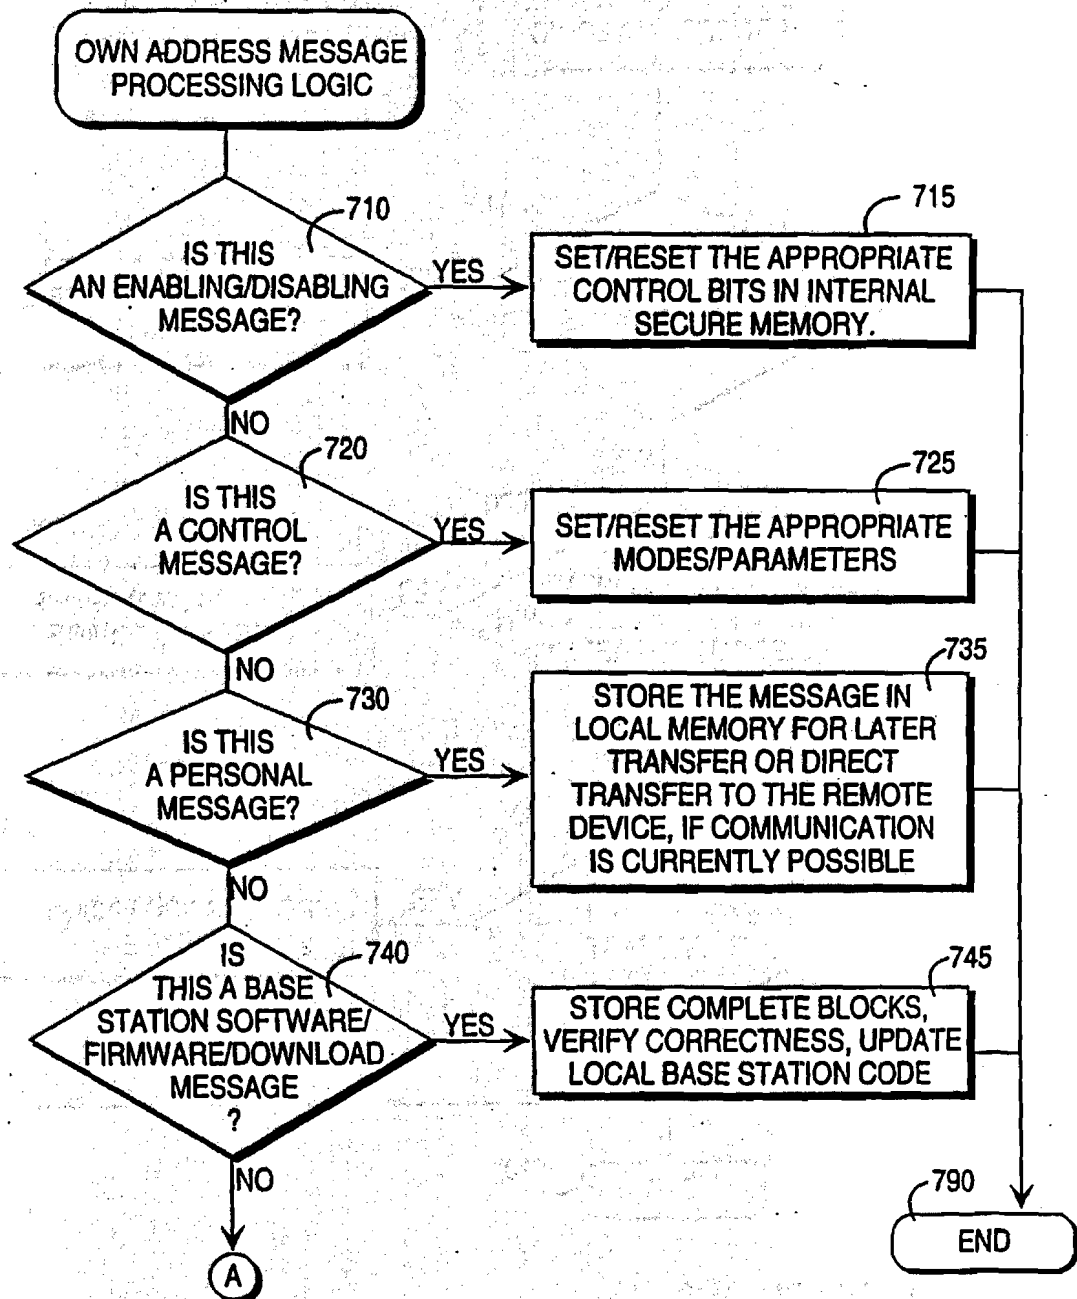 OWN ADDRESS MESSAGE
PROCESSING LOGIC
710
IS THIS
AN ENABLING/DISABLING
MESSAGE?
YES
715
SET/RESET THE APPROPRIATE
CONTROL BITS IN INTERNAL
SECURE MEMORY.
NO
720
IS THIS
A CONTROL
MESSAGE?
YES
725
SET/RESET THE APPROPRIATE
MODES/PARAMETERS
NO
730
IS THIS
A PERSONAL
MESSAGE?
YES
735
STORE THE MESSAGE IN
LOCAL MEMORY FOR LATER
TRANSFER OR DIRECT
TRANSFER TO THE REMOTE
DEVICE, IF COMMUNICATION
IS CURRENTLY POSSIBLE
NO
740
IS
THIS A BASE
STATION SOFTWARE/
FIRMWARE/DOWNLOAD
MESSAGE
?
YES
745
STORE COMPLETE BLOCKS,
VERIFY CORRECTNESS, UPDATE
LOCAL BASE STATION CODE
NO
A
790
END